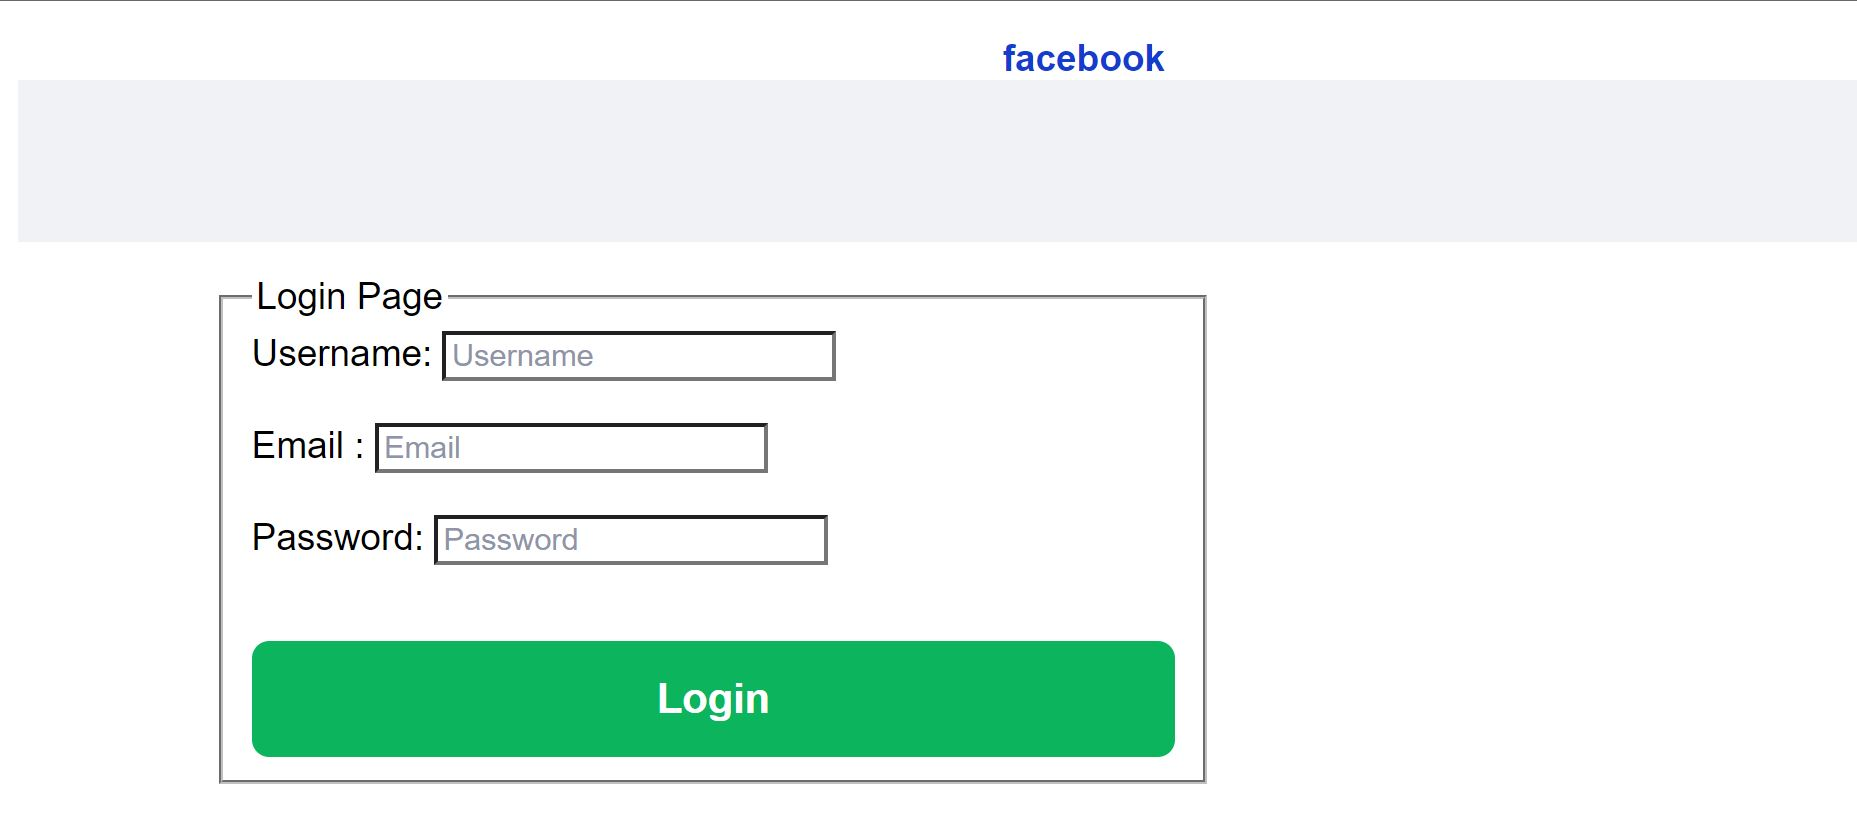 facebook
Login Page
Username: Username
Email : Email
Password: Password
Login